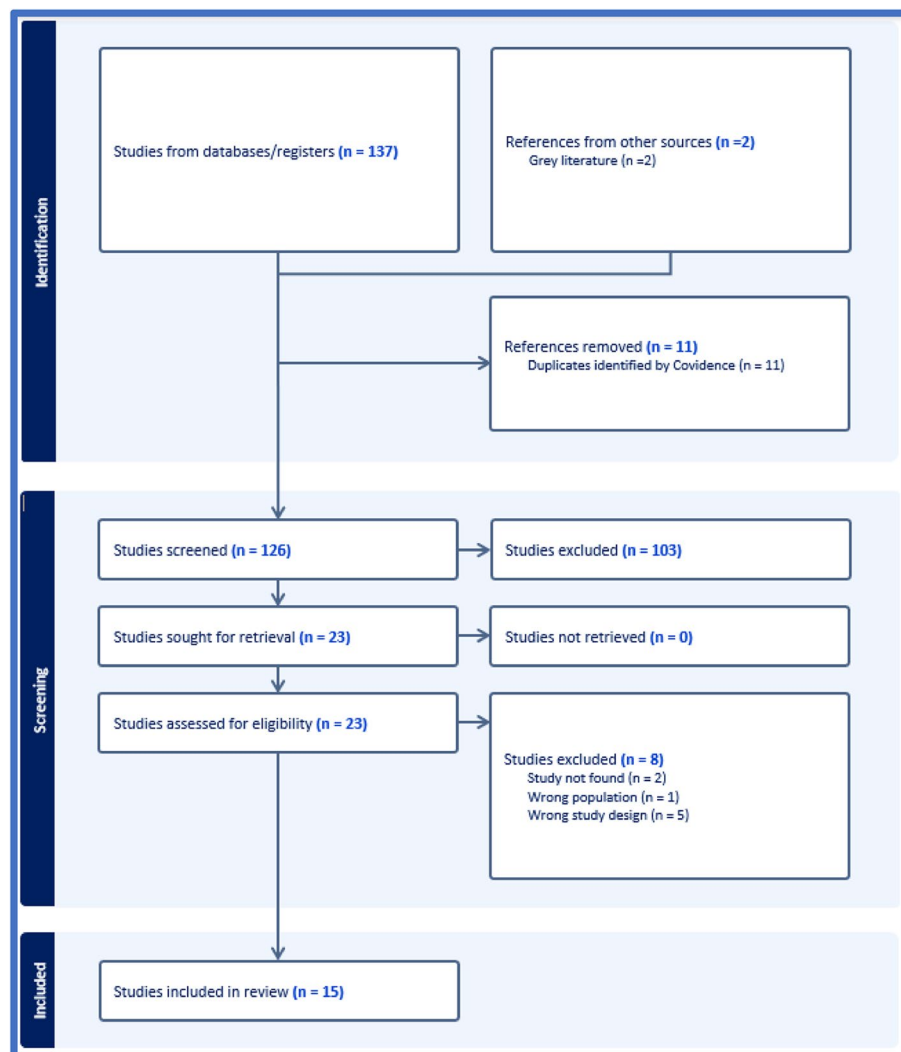 Identification
Studies from databases/registers (n = 137)
References from other sources (n =2)
Grey literature (n =2)
References removed (n = 11)
Duplicates identified by Covidence (n = 11)
Screening
Studies screened (n = 126)
Studies excluded (n = 103)
Studies sought for retrieval (n = 23)
Studies not retrieved (n = 0)
Studies assessed for eligibility (n = 23)
Studies excluded (n = 8)
Study not found (n = 2)
Wrong population (n = 1)
Wrong study design (n = 5)
Included
Studies included in review (n = 15)